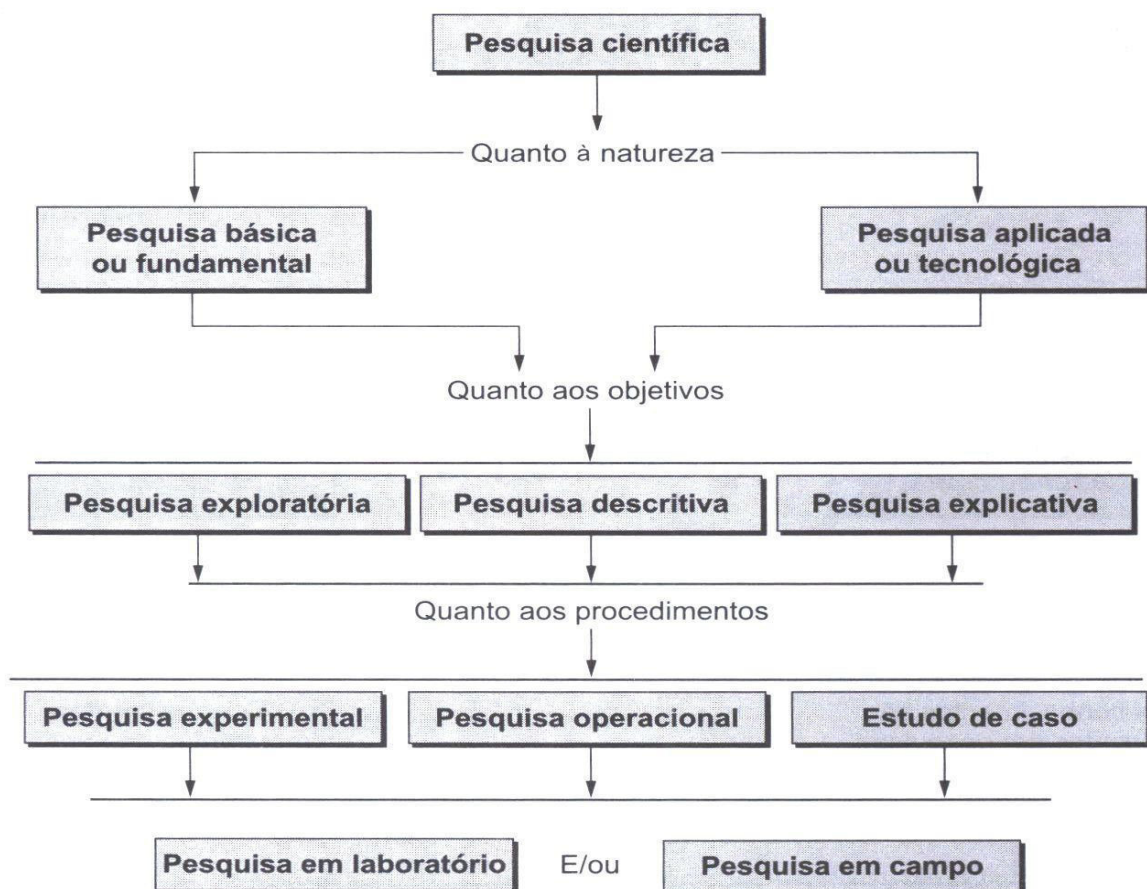 Pesquisa científica
Quanto à natureza
Pesquisa básica
ou fundamental
Pesquisa aplicada
ou tecnológica
Quanto aos objetivos
Pesquisa exploratória
Pesquisa descritiva
Pesquisa explicativa
Quanto aos procedimentos
Pesquisa experimental
Pesquisa operacional
Estudo de caso
Pesquisa em laboratório
E/ou
Pesquisa em campo